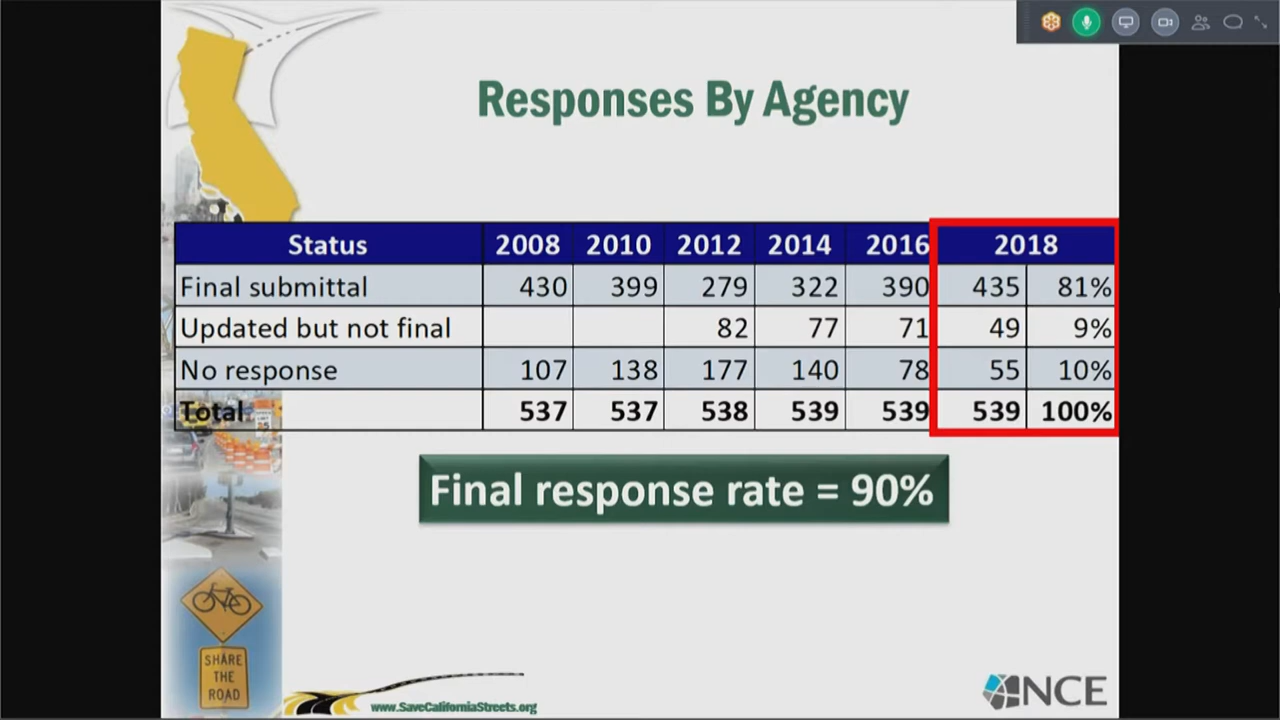 Responses By Agency
Status 2008 2010 2012 2014 2016 2018
Final submittal 430 399 279 322 390 435 81%
Updated but not final 82 77 71 49 9%
No response 107 138 177 140 78 55 10%
Total 537 537 538 539 539 539 100%
Final response rate = 90%
SHARE
THE
ROAD
www.SaveCaliforniaStreets.org
NCE